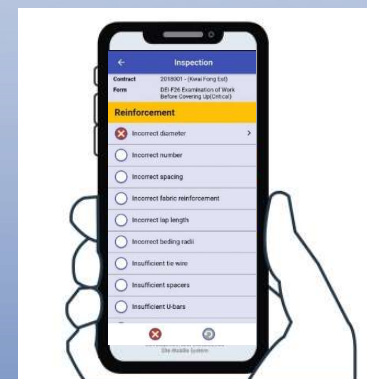 Inspection
Contract 2018001 - (Kwai Fong Est)
Form DEI-F26 Examination of Work
Before Covering Up(Critical)
Reinforcement
Incorrect diameter
Incorrect number
Incorrect spacing
Incorrect fabric reinforcement
Incorrect lap length
Incorrect beding radii
Insufficient tie wire
Insufficient spacers
Insufficient U-bars
Site Mobile System